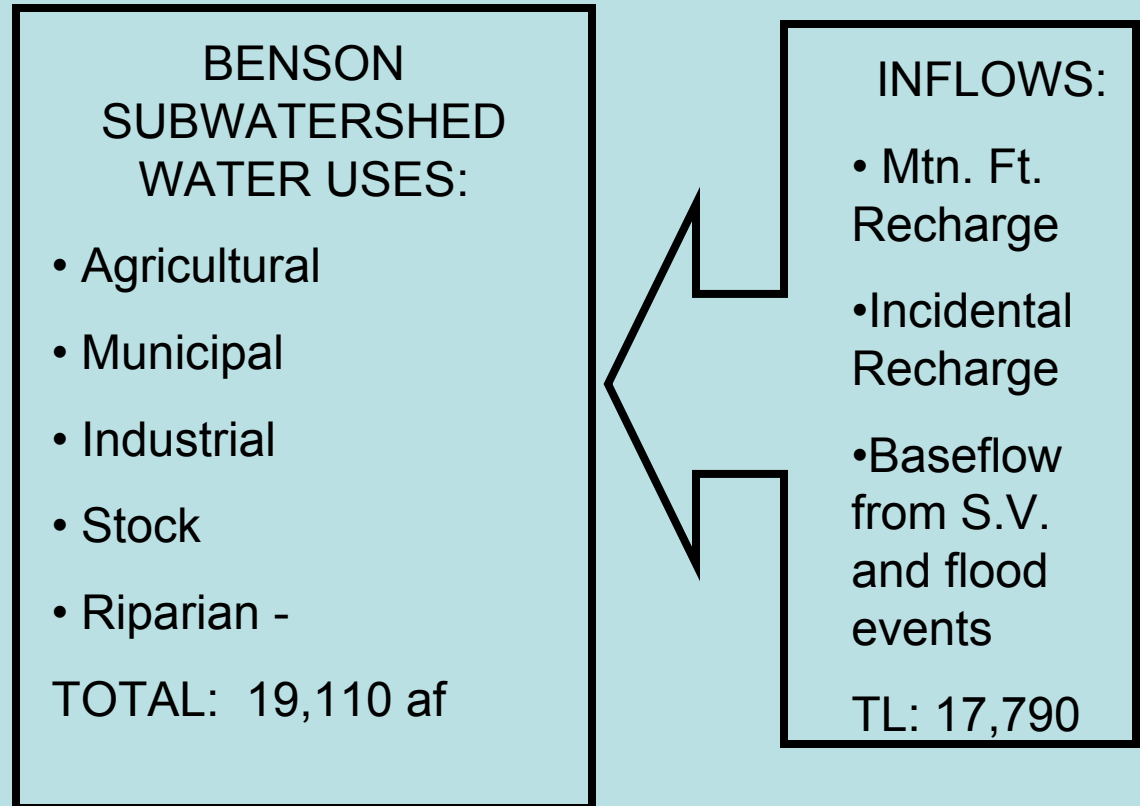 BENSON
SUBWATERSHED
WATER USES:
• Agricultural
• Municipal
• Industrial
• Stock
• Riparian -
TOTAL:  19,110 af
INFLOWS:
• Mtn. Ft.
Recharge
•Incidental
Recharge
•Baseflow
from S.V.
and flood
events
TL: 17,790